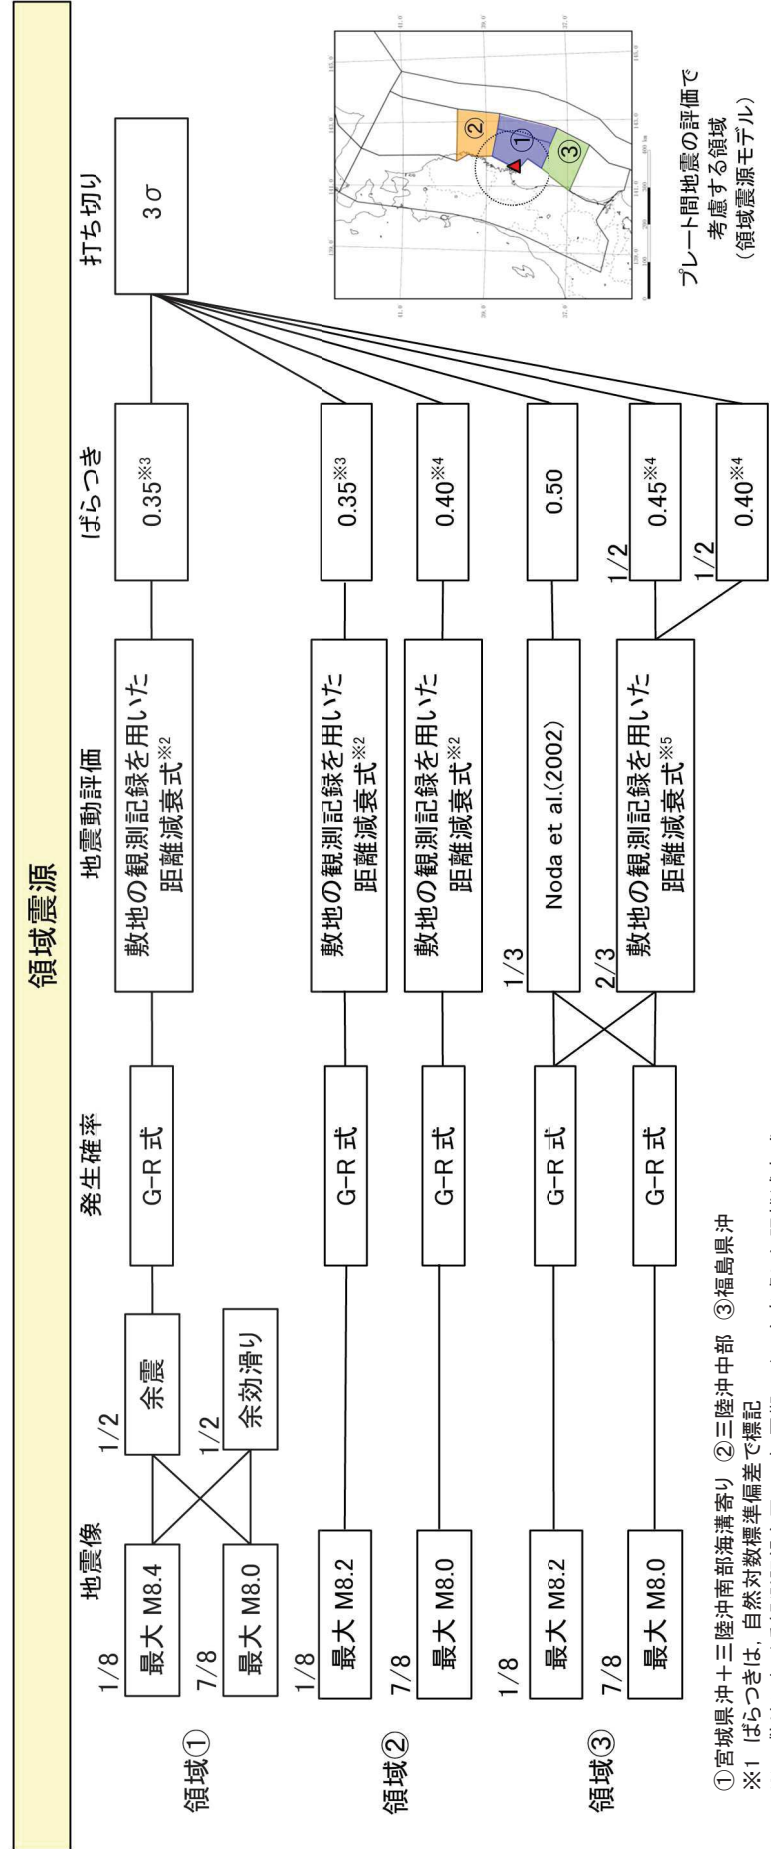 領域震源
地震像
発生確率
地震動評価
ばらつき
打ち切り
領域①
1/8
最大 M8.4
7/8
最大 M8.0
1/2
余震
1/2
余効滑り
G-R 式
敷地の観測記録を用いた
距離減衰式※2
0.35※3
3σ
領域②
1/8
最大 M8.2
G-R 式
敷地の観測記録を用いた
距離減衰式※2
0.35※3
7/8
最大 M8.0
G-R 式
敷地の観測記録を用いた
距離減衰式※2
0.40※4
領域③
1/8
最大 M8.2
G-R 式
1/3
Noda et al.(2002)
0.50
7/8
最大 M8.0
G-R 式
2/3
敷地の観測記録を用いた
距離減衰式※5
1/2
0.45※4
1/2
0.40※4
②
①
③
プレート間地震の評価で
考慮する領域
(領域震源モデル)
①宮城県沖+三陸沖南部海溝寄り ②三陸沖中部 ③福島県沖
※1 ばらつきは, 自然対数標準偏差で標記